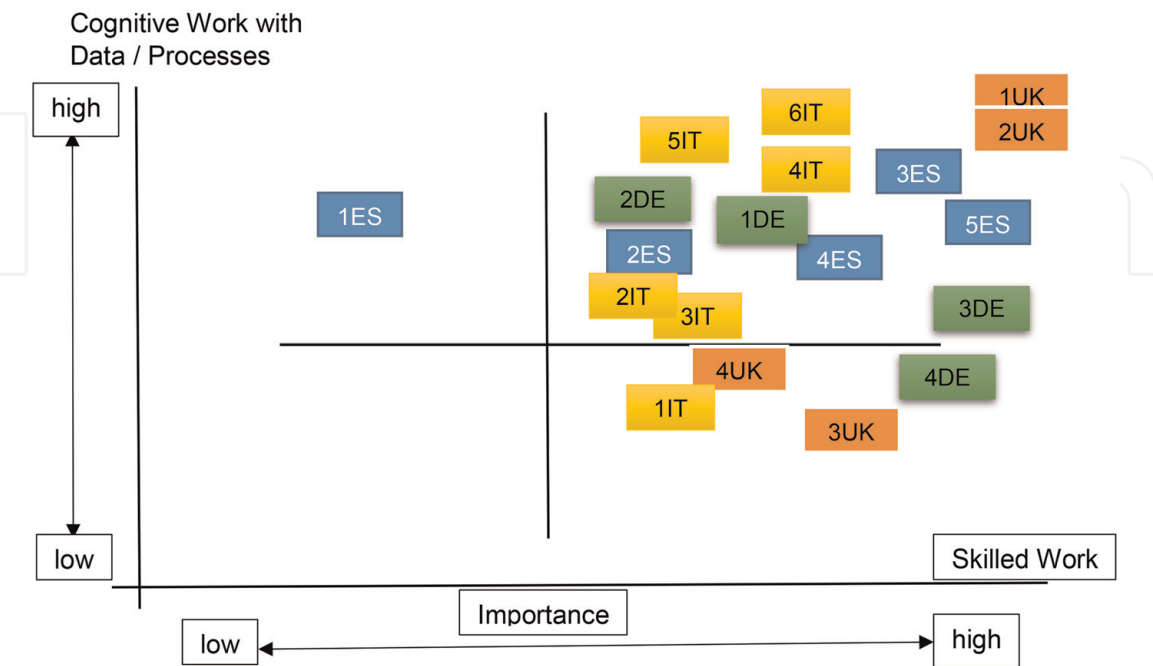 Cognitive Work with
Data / Processes
high
1UK
6IT
2UK
5IT
4IT
3ES
2DE
1ES
1DE
5ES
2ES
4ES
2IT
3DE
3IT
4UK
4DE
1IT
3UK
low
Skilled Work
Importance
low
high